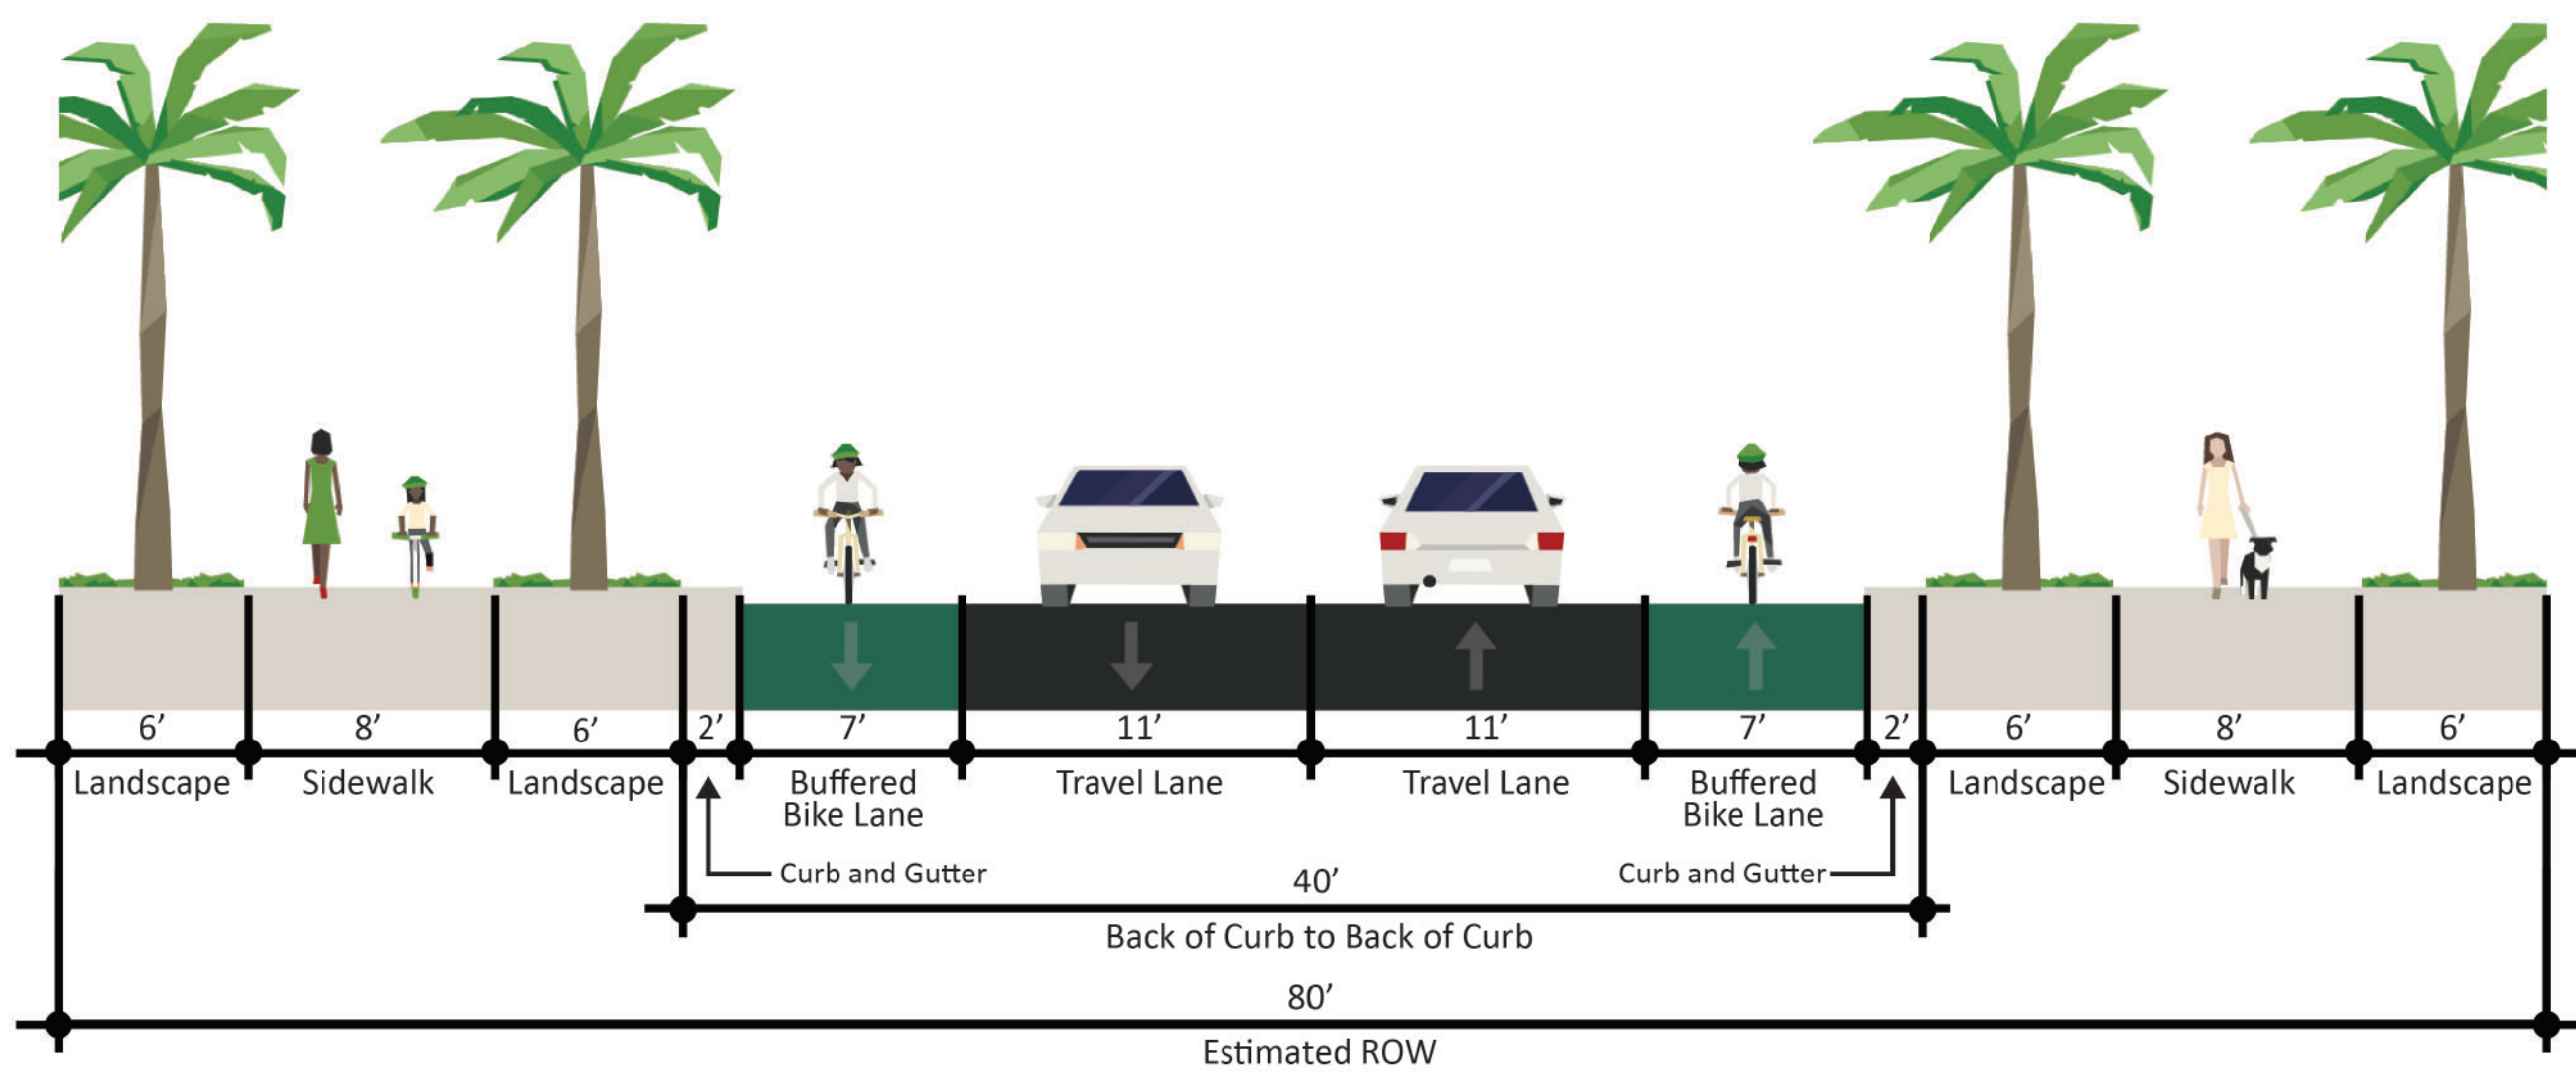 6’ 8’ 6’ 2’ 7’ 11’ 11’ 7’ 2’ 6’ 8’ 6’
Landscape Sidewalk Landscape Buffered Travel Lane Travel Lane Buffered Landscape Sidewalk Landscape
Bike Lane Bike Lane
Curb and Gutter Curb and Gutter
40’
Back of Curb to Back of Curb
80’
Estimated ROW